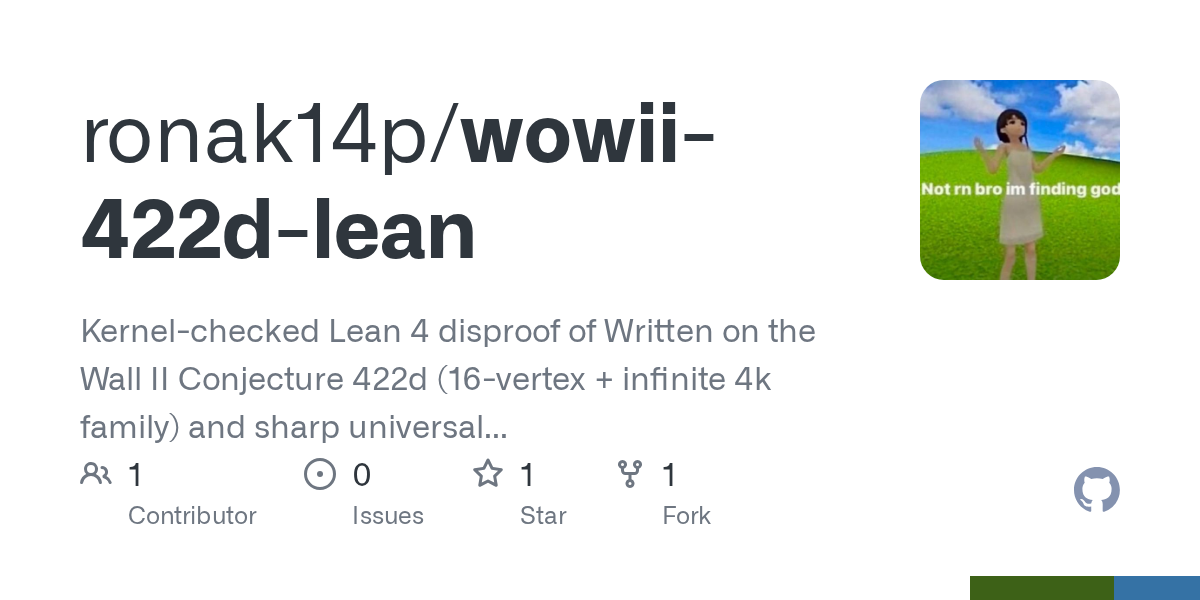 ronak14p/wowii-
422d-lean
Not rn bro im finding god
Kernel-checked Lean 4 disproof of Written on the
Wall II Conjecture 422d (16-vertex + infinite 4k
family) and sharp universal...
1
Contributor
0
Issues
1
Star
1
Fork